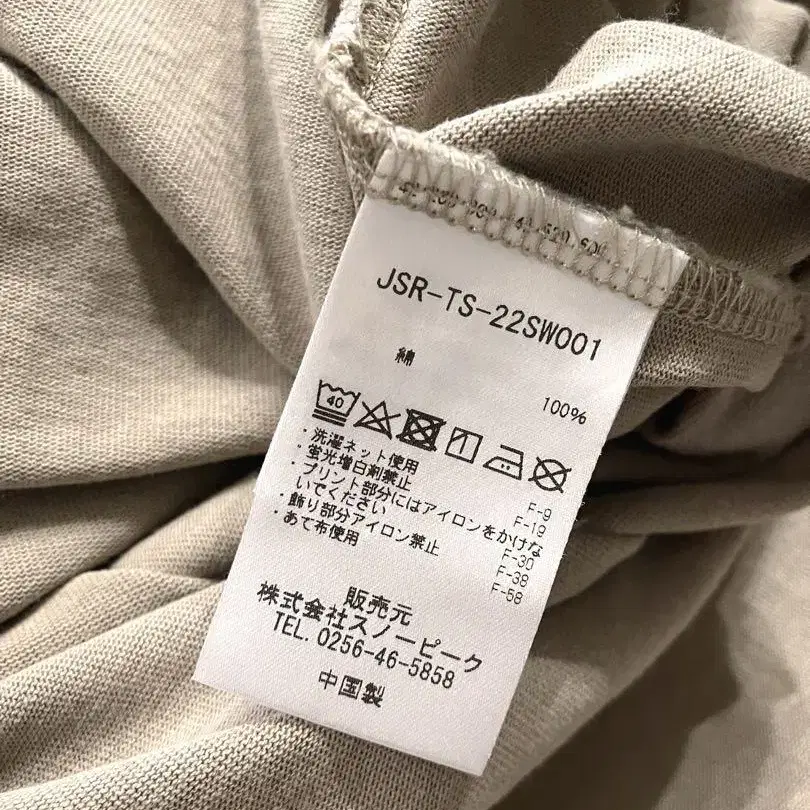 JSR-TS-22SW001
綿 100%
40
・洗濯ネット使用 F-9
・蛍光増白剤禁止 F-19
・プリント部分にはアイロンをかけな
いでください F-30
・飾り部分アイロン禁止 F-38
・あて布使用 F-58
販売元
株式会社スノーピーク
TEL. 0256-46-5858
中国製